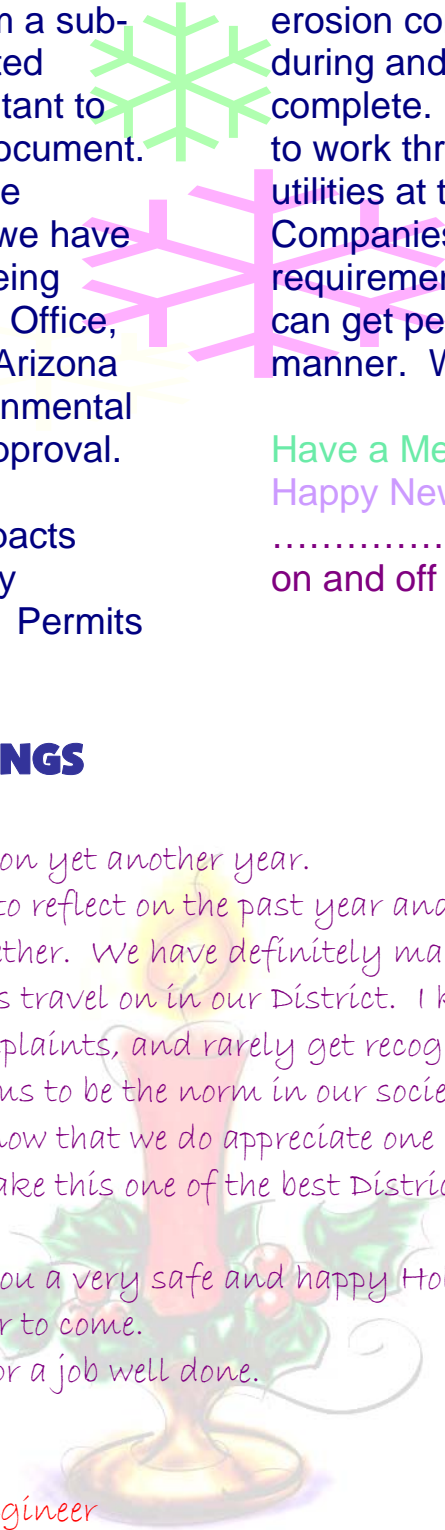 m a sub-
ted
tant to
ocument.
e
we have
eing
Office,
Arizona
nmental
pproval.
pacts
y
Permits
erosion co
during and
complete.
to work thr
utilities at t
Companies
requiremen
can get pe
manner. W
Have a Me
Happy New
……………
on and off
NGS
on yet another year.
to reflect on the past year and
ether. We have definitely ma
s travel on in our District. I k
plaints, and rarely get recog
ms to be the norm in our socie
now that we do appreciate one
ake this one of the best Distric
ou a very safe and happy Hol
r to come.
or a job well done.
gineer